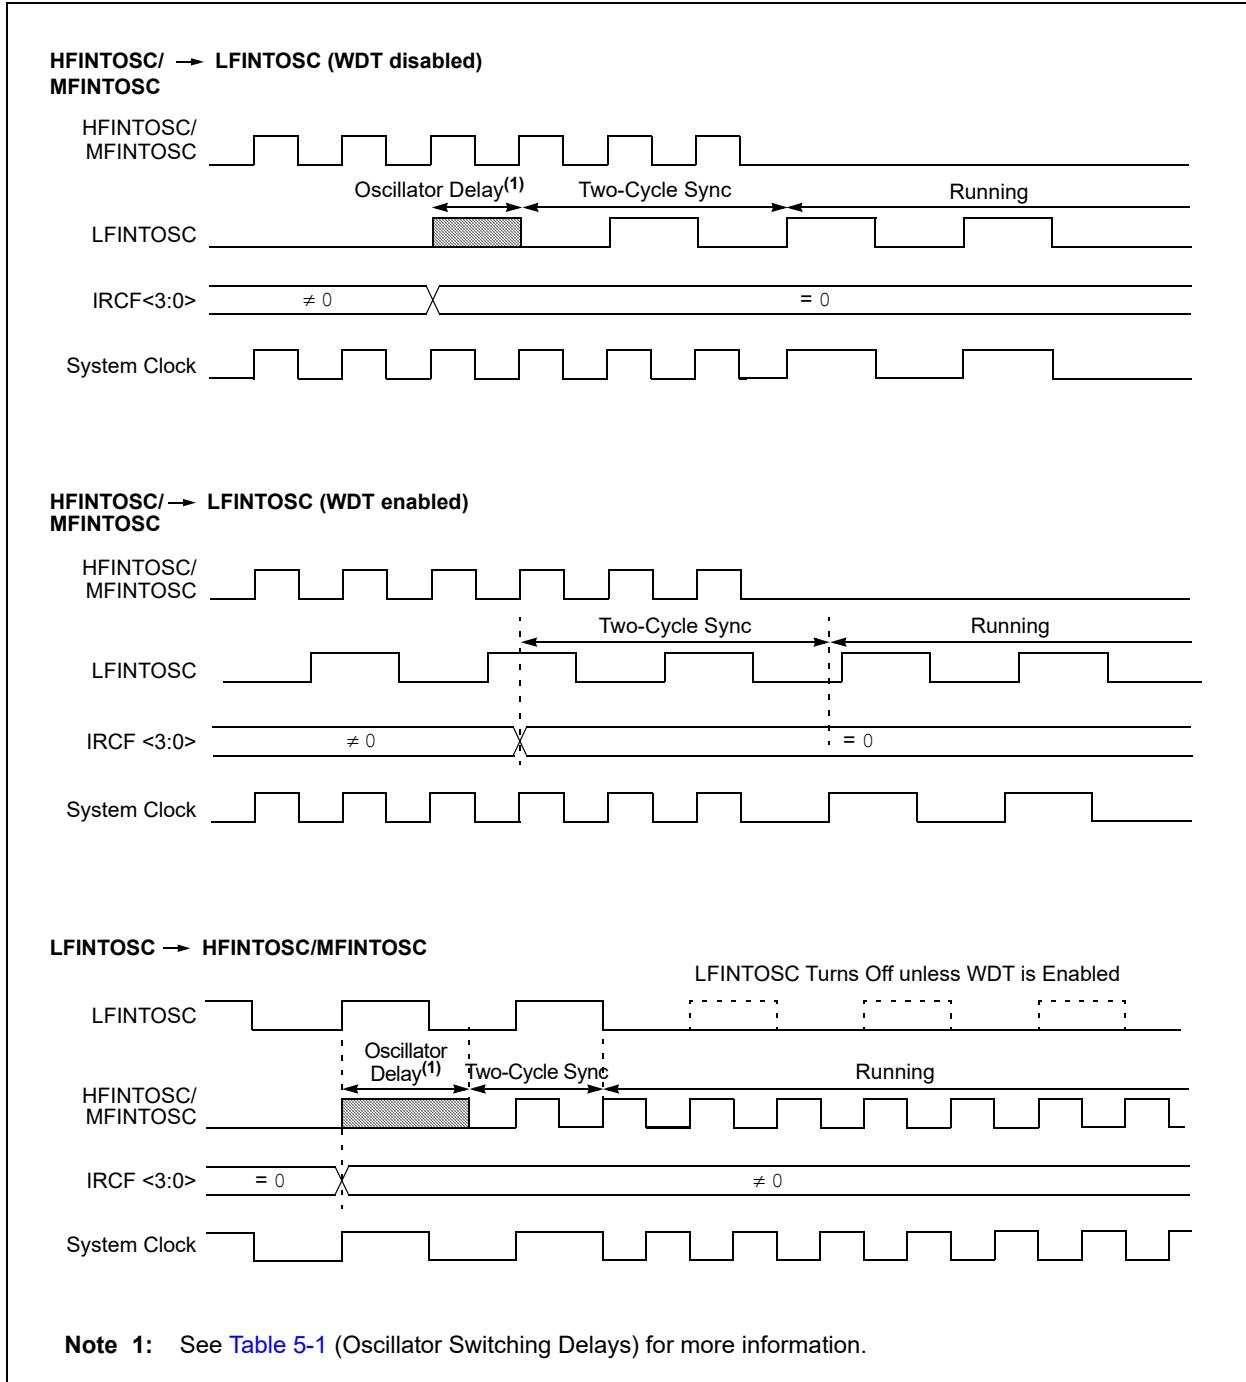 HFINTOSC/ → LFINTOSC (WDT disabled)
MFINTOSC
HFINTOSC/
MFINTOSC
Oscillator Delay(1) Two-Cycle Sync Running
LFINTOSC
IRCF<3:0> ≠ 0 = 0
System Clock
HFINTOSC/ → LFINTOSC (WDT enabled)
MFINTOSC
HFINTOSC/
MFINTOSC
Two-Cycle Sync Running
LFINTOSC
IRCF <3:0> ≠ 0 = 0
System Clock
LFINTOSC → HFINTOSC/MFINTOSC
LFINTOSC Turns Off unless WDT is Enabled
LFINTOSC
Oscillator
Delay(1) Two-Cycle Sync Running
HFINTOSC/
MFINTOSC
IRCF <3:0> = 0 ≠ 0
System Clock
Note 1: See Table 5-1 (Oscillator Switching Delays) for more information.